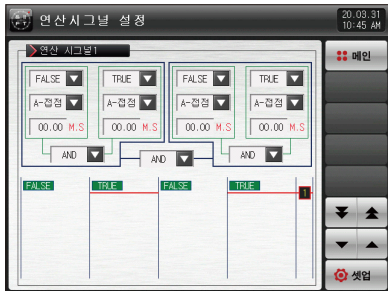 연산시그널 설정
20.03.31
10:45 AM
연산 시그널1
메인
FALSE TRUE FALSE TRUE
A-접점 A-접점 A-접점 A-접점
00.00 M.S 00.00 M.S 00.00 M.S 00.00 M.S
AND AND AND
FALSE TRUE FALSE TRUE
1
셋업